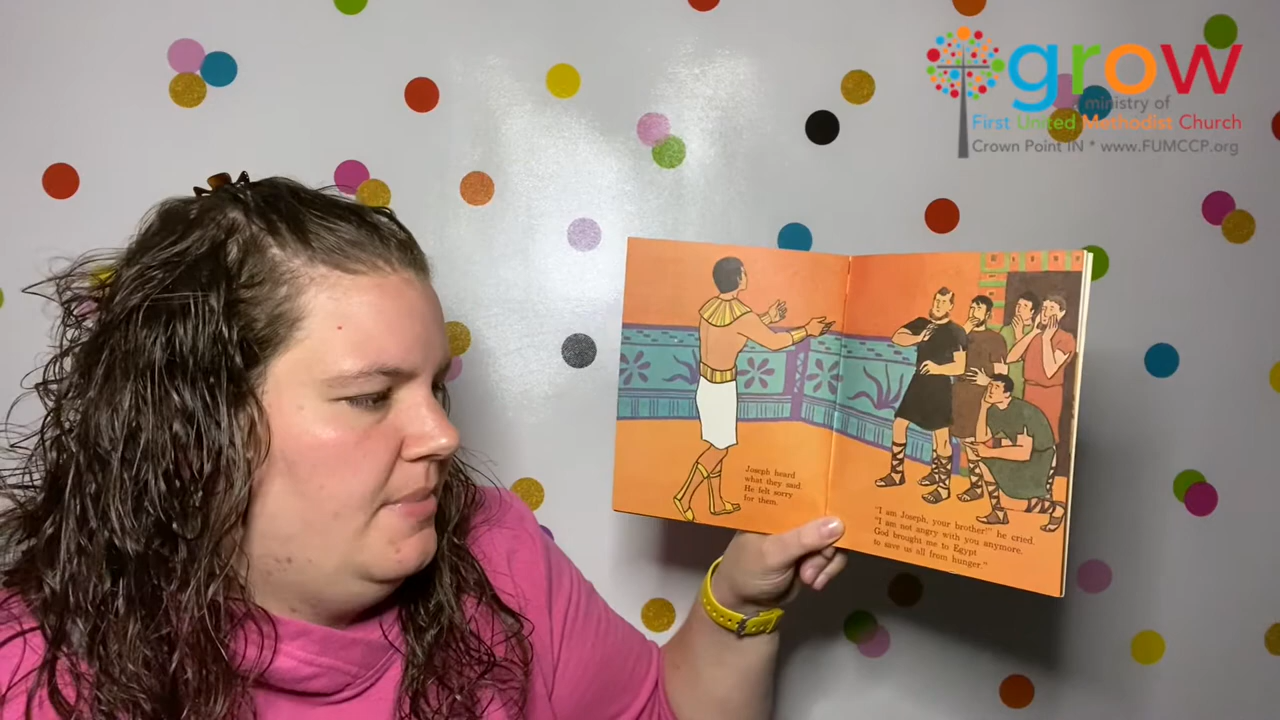 grow
ministry of
First United Methodist Church
Crown Point IN * www.FUMCCP.org
Joseph heard
what they said.
He felt sorry
for them.
"I am Joseph, your brother!" he cried.
"I am not angry with you anymore.
God brought me to Egypt
to save us all from hunger."